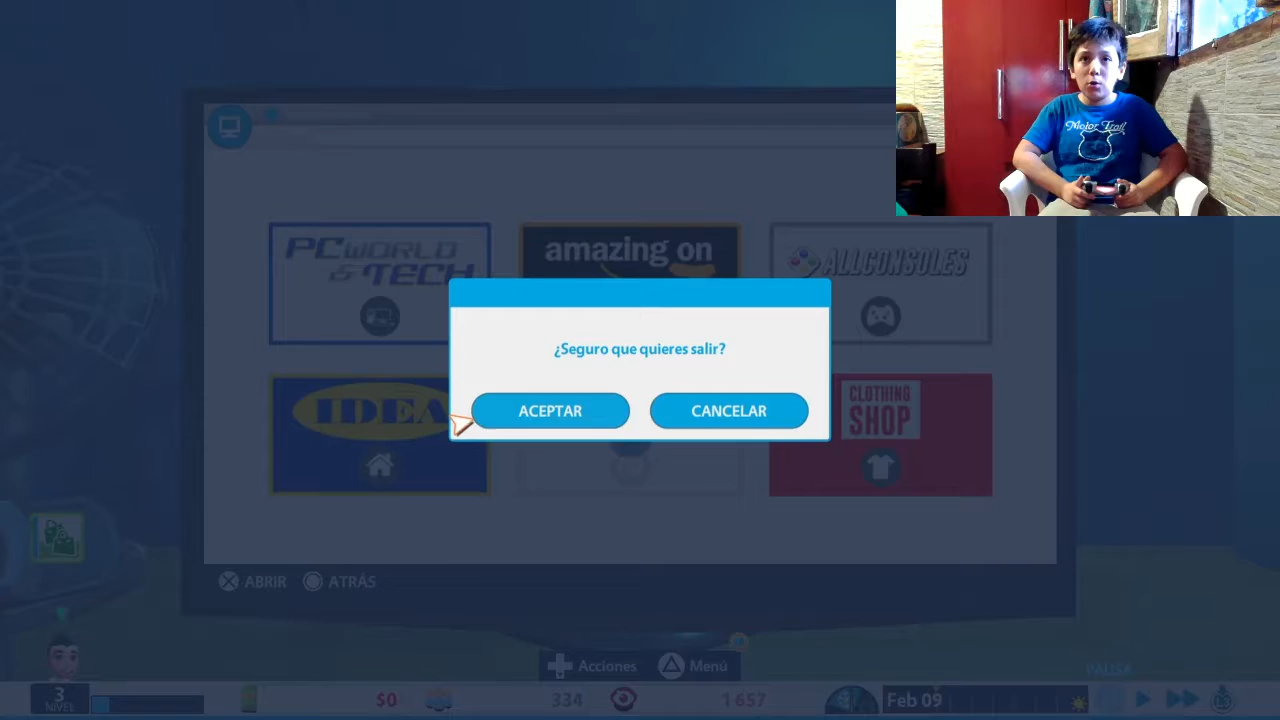 Motor Trail
PC WORLD
& TECH
amazing on
ALLCONSOLES
¿Seguro que quieres salir?
ACEPTAR
CANCELAR
IDEA
CLOTHING
SHOP
ABRIR
ATRÁS
Acciones
Menú
PAUSA
3
NIVEL
$0
334
1 657
Feb 09